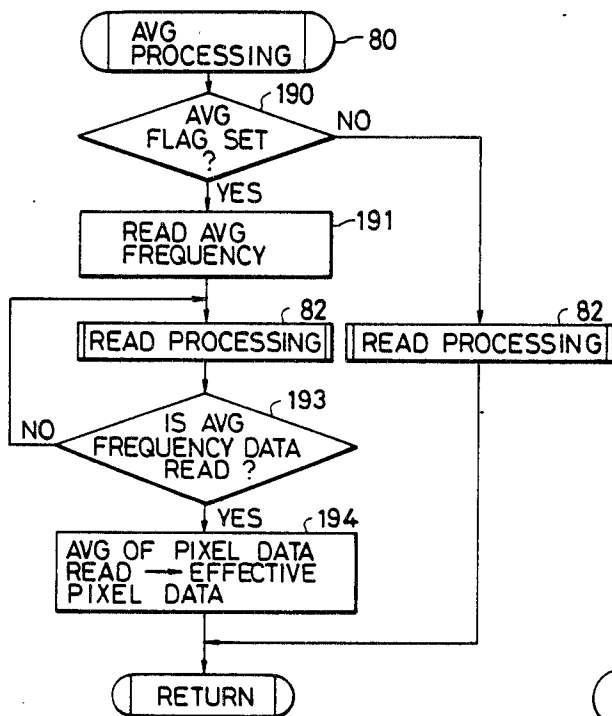 AVG
PROCESSING
80
190
AVG
FLAG SET
?
NO
YES
191
READ AVG
FREQUENCY
82
READ PROCESSING
82
READ PROCESSING
193
IS AVG
FREQUENCY DATA
READ ?
NO
YES
194
AVG OF PIXEL DATA
READ → EFFECTIVE
PIXEL DATA
RETURN